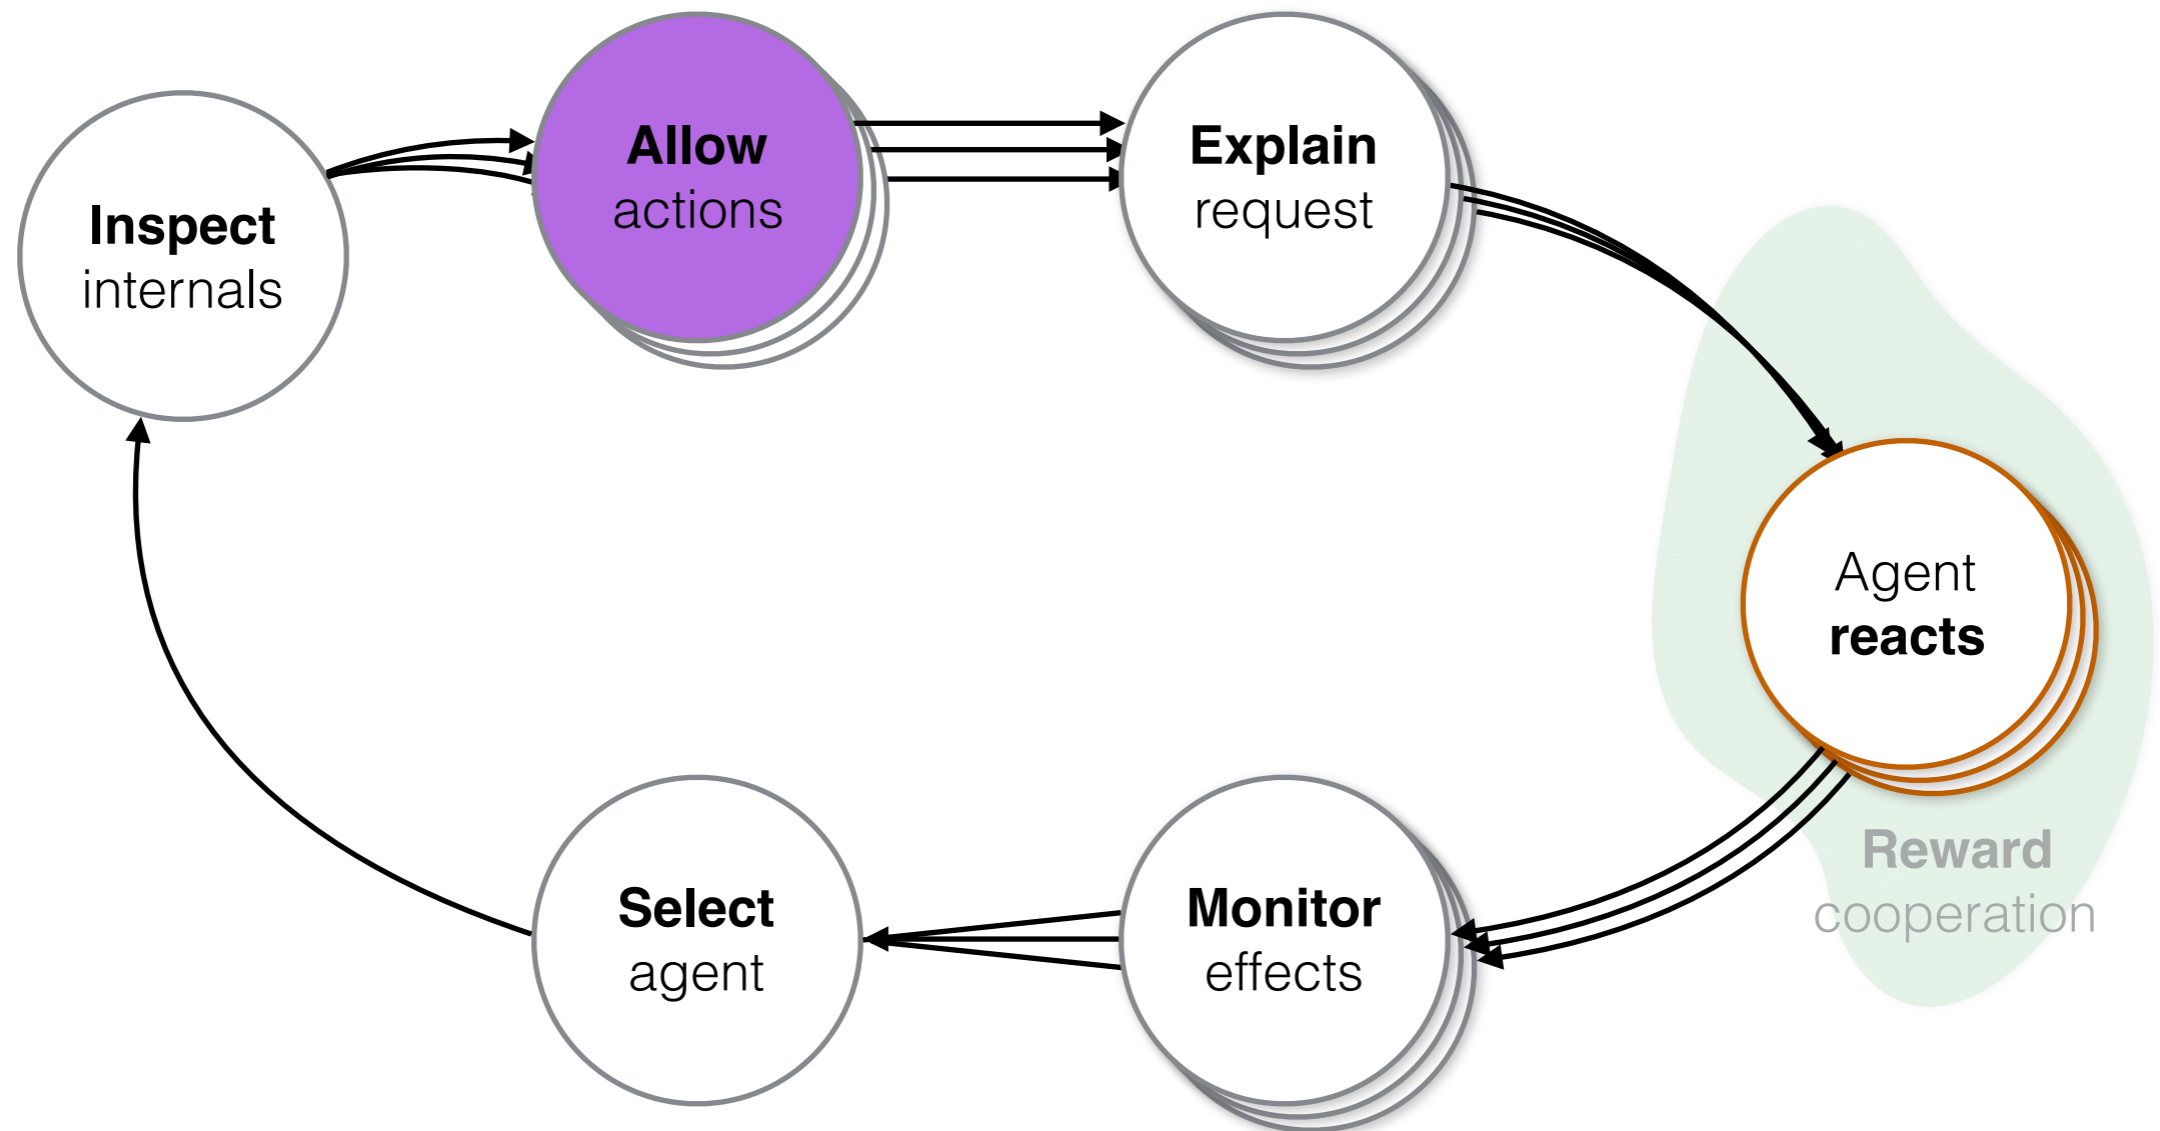 Inspect
internals
Allow
actions
Explain
request
Agent
reacts
Reward
cooperation
Monitor
effects
Select
agent